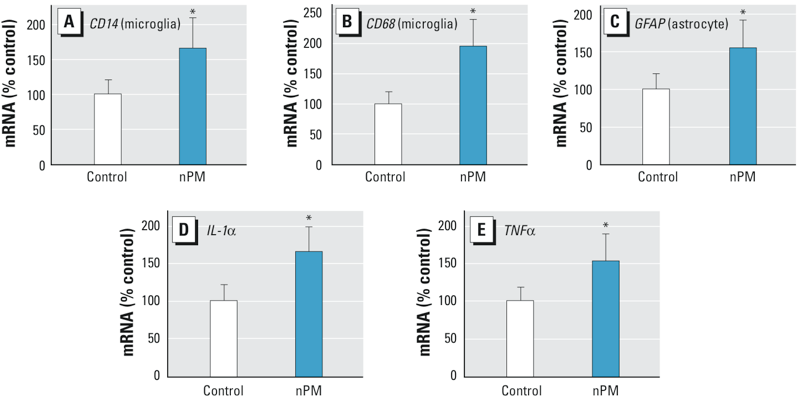 A CD14 (microglia)
mRNA (% control)
200
150
100
150
0
*
Control nPM
B CD68 (microglia)
mRNA (% control)
250
200
150
100
50
0
*
Control nPM
C GFAP (astrocyte)
mRNA (% control)
200
150
100
50
0
*
Control nPM
D IL-1α
mRNA (% control)
200
150
100
50
0
*
Control nPM
E TNFα
mRNA (% control)
200
150
100
50
0
*
Control nPM